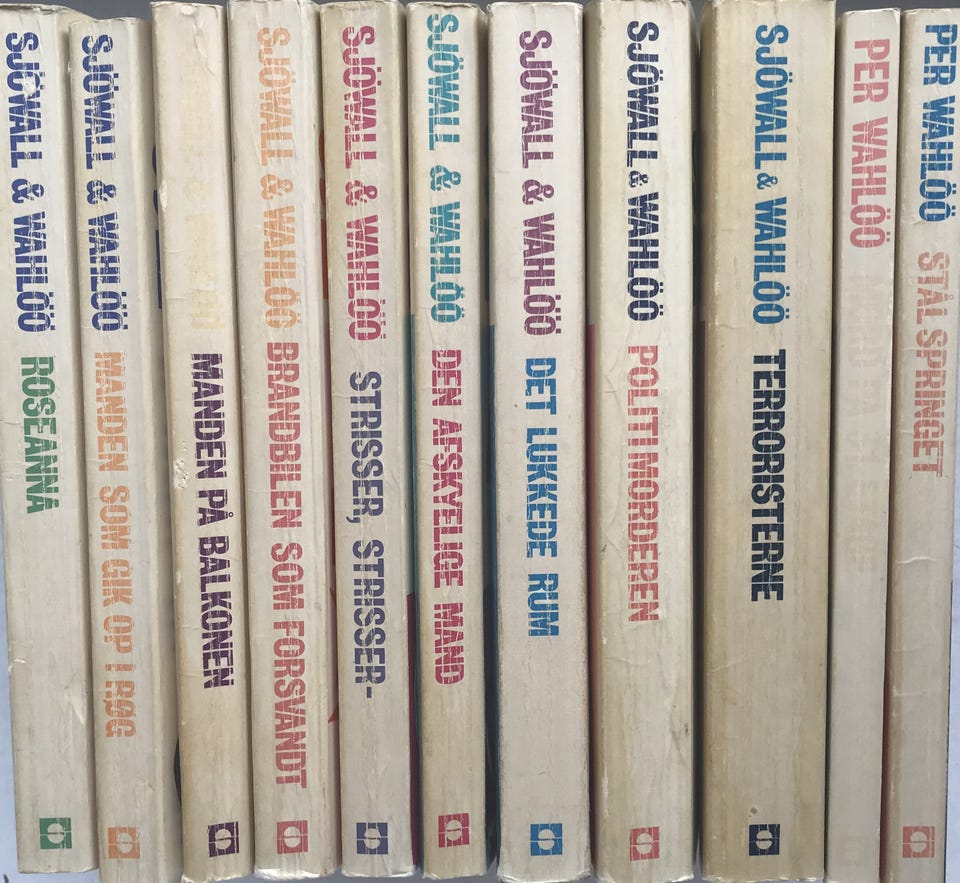 SJÖWALL & WAHLÖÖ ROSEANNA
SJÖWALL & WAHLÖÖ MANDEN SOM GIK OP I RØG
SJÖWALL & WAHLÖÖ MANDEN PÅ BALKONEN
SJÖWALL & WAHLÖÖ BRANDBILEN SOM FORSVANDT
SJÖWALL & WAHLÖÖ STRISSER, STRISSER-
SJÖWALL & WAHLÖÖ DEN AFSKYELIGE MAND
SJÖWALL & WAHLÖÖ DET LUKKEDE RUM
SJÖWALL & WAHLÖÖ POLITIMORDEREN
SJÖWALL & WAHLÖÖ TERRORISTERNE
PER WAHLÖÖ
PER WAHLÖÖ STÅLSPRINGET